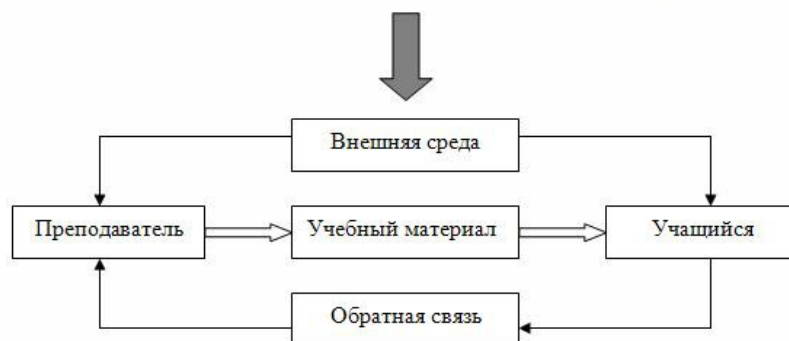 Внешняя среда
Преподаватель
Учебный материал
Учащийся
Обратная связь